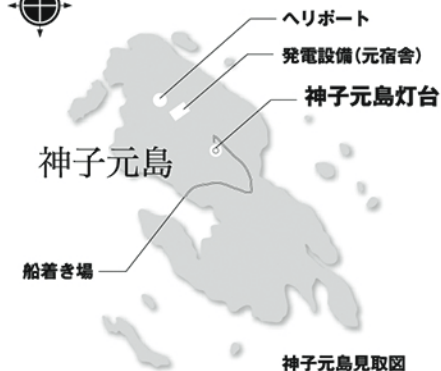 ヘリポート
発電設備(元宿舎)
神子元島灯台
神子元島
船着き場
神子元島見取図